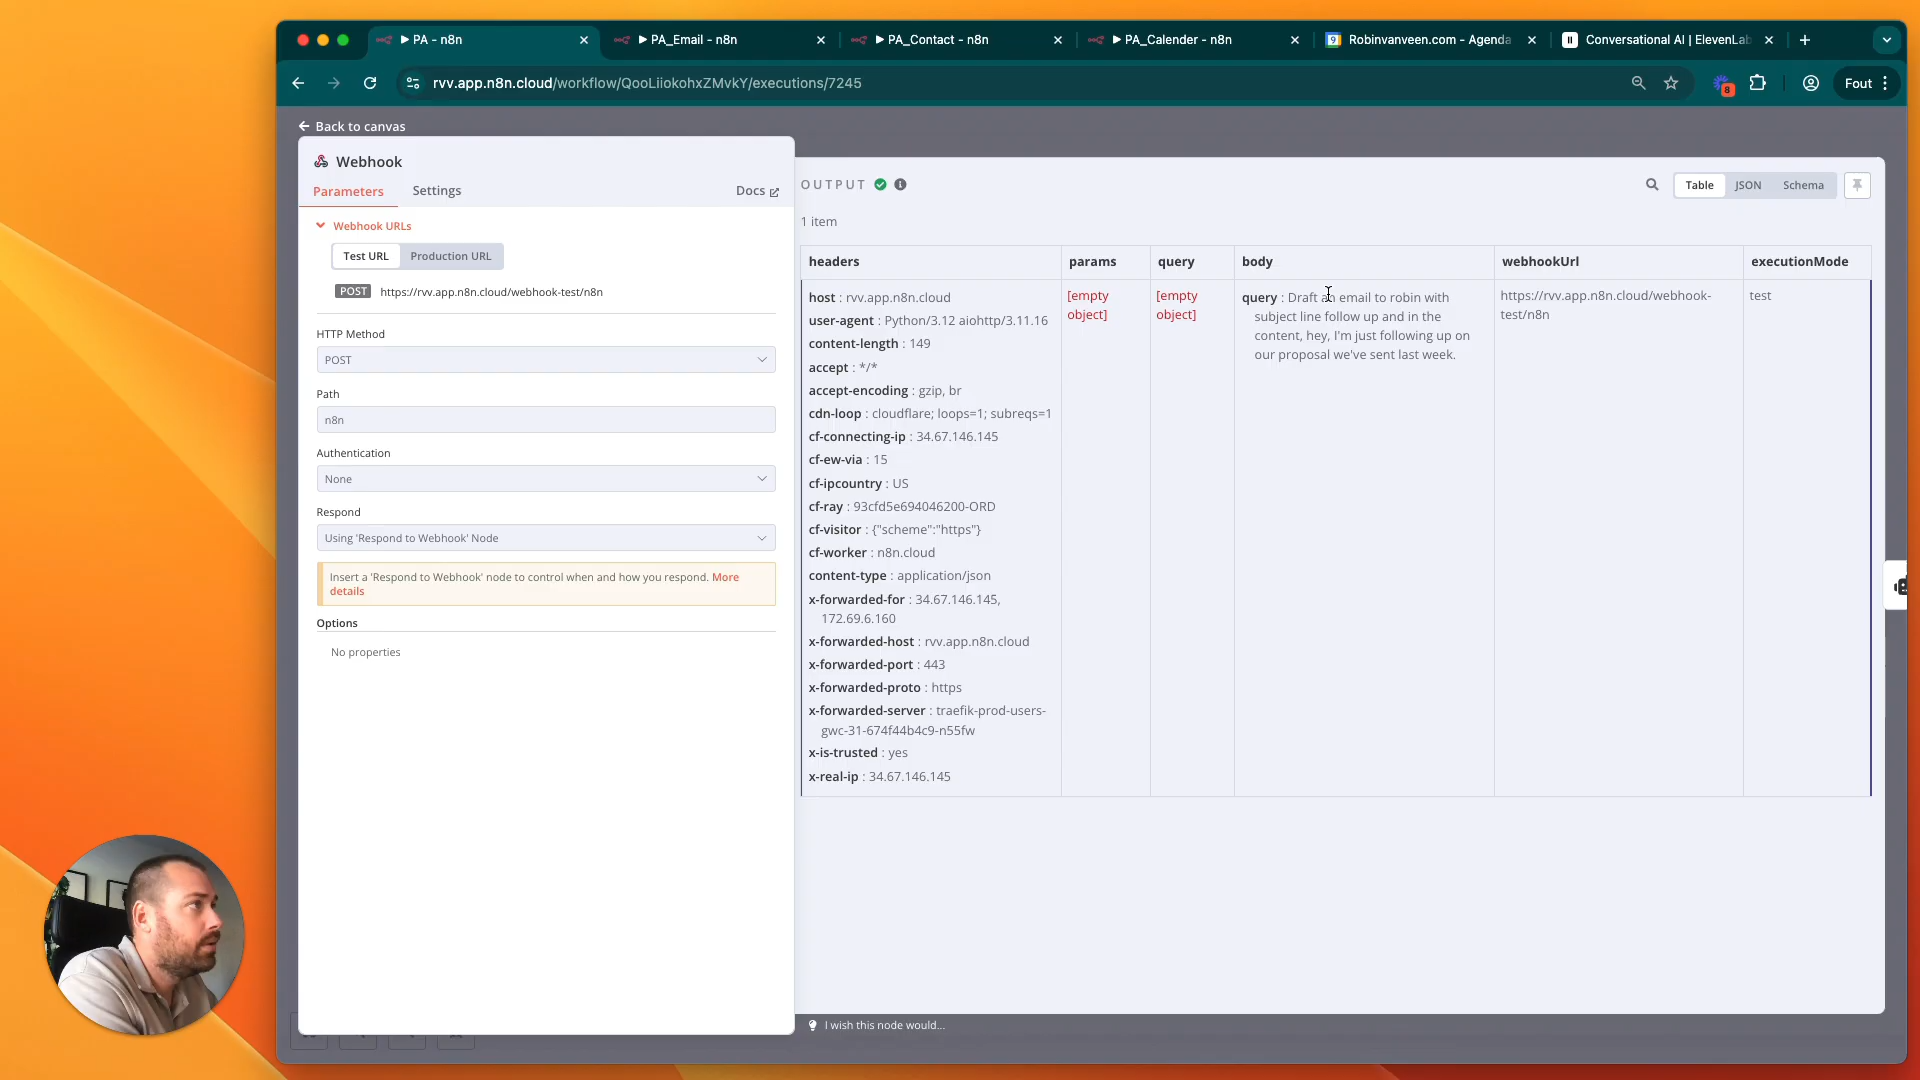 PA - n8n
PA_Email - n8n
PA_Contact - n8n
PA_Calender - n8n
9 Robinvanveen.com - Agenda
Conversational AI | ElevenLab
rvv.app.n8n.cloud/workflow/QooLiiokohxZMvkY/executions/7245
8
Fout
Back to canvas
Webhook
Parameters
Settings
Docs
Webhook URLs
Test URL
Production URL
POST https://rvv.app.n8n.cloud/webhook-test/n8n
HTTP Method
POST
Path
n8n
Authentication
None
Respond
Using 'Respond to Webhook' Node
Insert a 'Respond to Webhook' node to control when and how you respond. More
details
Options
No properties
OUTPUT
Table
JSON
Schema
1 item
headers
params
query
body
webhookUrl
executionMode
host : rvv.app.n8n.cloud
user-agent : Python/3.12 aiohttp/3.11.16
content-length : 149
accept : */*
accept-encoding : gzip, br
cdn-loop : cloudflare; loops=1; subreqs=1
cf-connecting-ip : 34.67.146.145
cf-ew-via : 15
cf-ipcountry : US
cf-ray : 93cfd5e694046200-ORD
cf-visitor : {"scheme":"https"}
cf-worker : n8n.cloud
content-type : application/json
x-forwarded-for : 34.67.146.145,
172.69.6.160
x-forwarded-host : rvv.app.n8n.cloud
x-forwarded-port : 443
x-forwarded-proto : https
x-forwarded-server : traefik-prod-users-
gwc-31-674f44b4c9-n55fw
x-is-trusted : yes
x-real-ip : 34.67.146.145
[empty
object]
[empty
object]
query : Draft an email to robin with
subject line follow up and in the
content, hey, I'm just following up on
our proposal we've sent last week.
https://rvv.app.n8n.cloud/webhook-
test/n8n
test
I wish this node would...